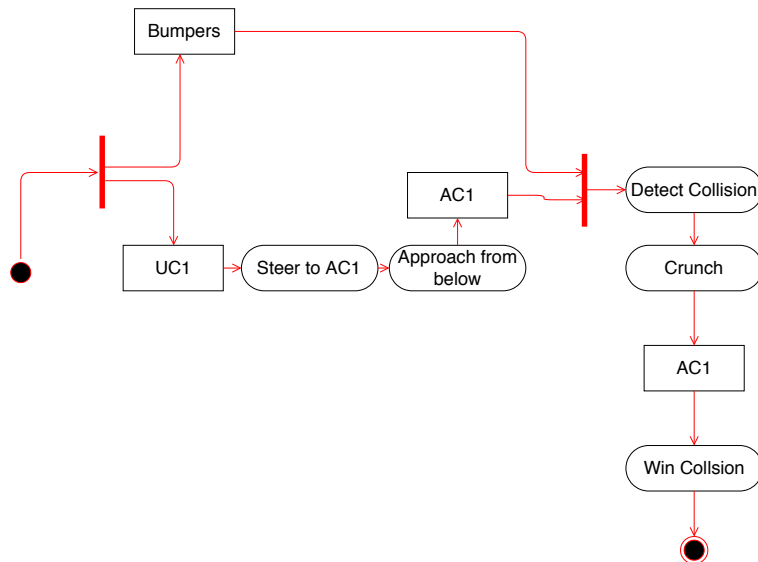 Bumpers
AC1
Detect Collision
UC1
Steer to AC1
Approach from
below
Crunch
AC1
Win Collsion